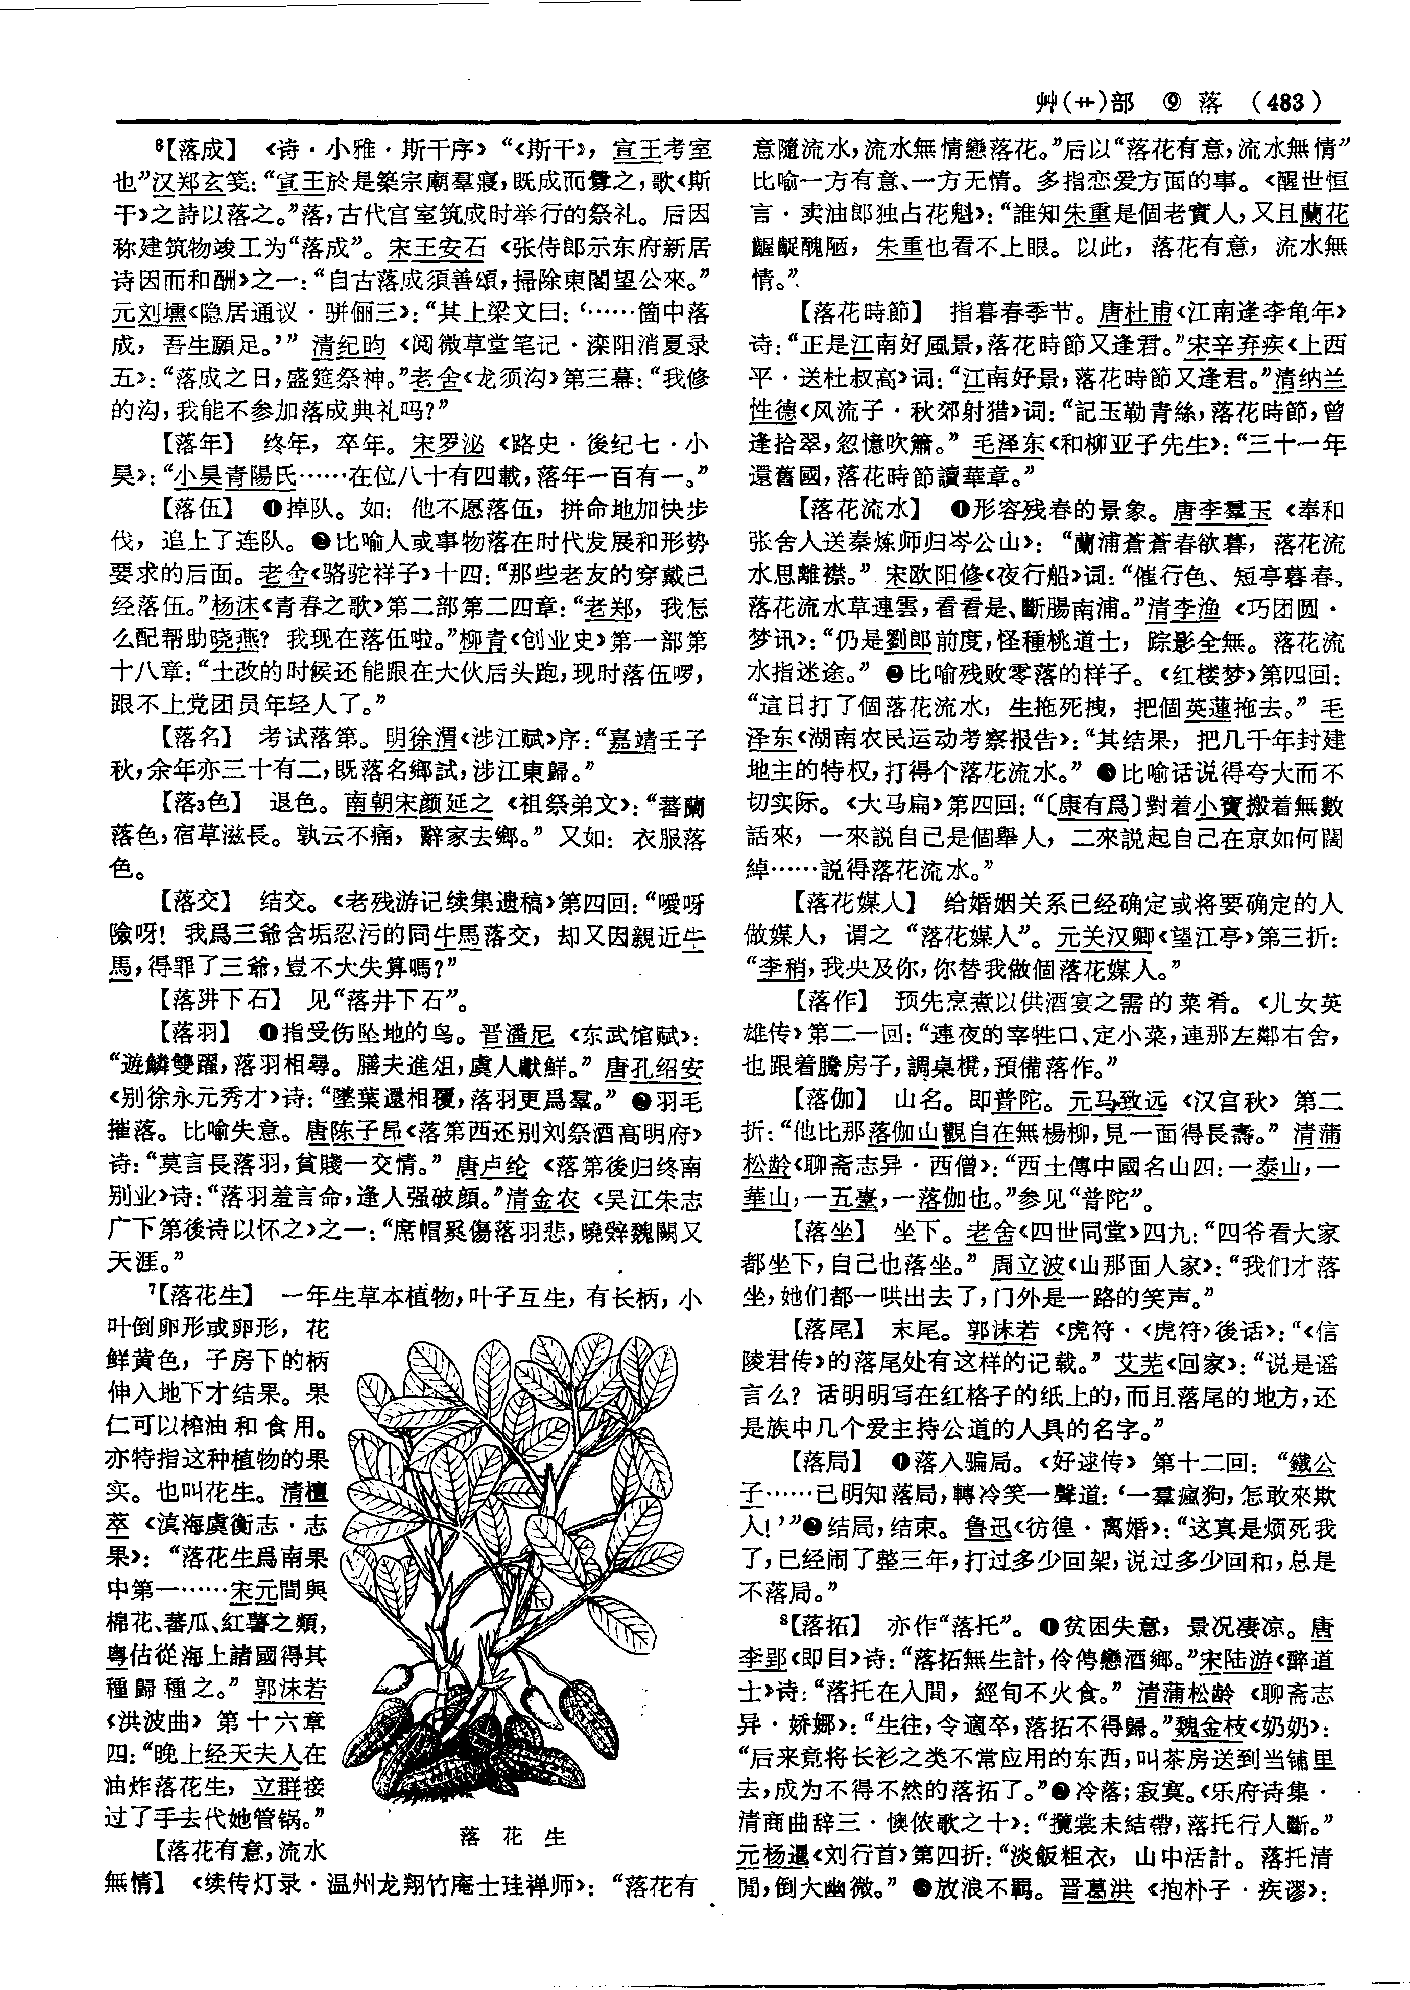 艸(艹)部 ⑨ 落 (483)
⁶【落成】 《诗·小雅·斯干序》“《斯干》，宣王考室
也”汉郑玄笺：“宣王於是築宗廟羣寢，既成而釁之，歌《斯
干》之詩以落之。”落，古代宫室筑成时举行的祭礼。后因
称建筑物竣工为“落成”。宋王安石《张侍郎示东府新居
诗因而和酬》之一：“自古落成須善頌，掃除東閣望公來。”
元刘壎《隐居通议·骈俪三》：“其上梁文曰：‘……箇中落
成，吾生願足。’” 清纪昀《阅微草堂笔记·滦阳消夏录
五》：“落成之日，盛筵祭神。”老舍《龙须沟》第三幕：“我修
的沟，我能不参加落成典礼吗？”
【落年】 终年，卒年。宋罗泌《路史·後纪七·小
昊》：“小昊青陽氏……在位八十有四載，落年一百有一。”
【落伍】 ❶掉队。如：他不愿落伍，拼命地加快步
伐，追上了连队。❷比喻人或事物落在时代发展和形势
要求的后面。老舍《骆驼祥子》十四：“那些老友的穿戴已
经落伍。”杨沫《青春之歌》第二部第二四章：“老郑，我怎
么配帮助晓燕？我现在落伍啦。”柳青《创业史》第一部第
十八章：“土改的时候还能跟在大伙后头跑，现时落伍啰，
跟不上党团员年轻人了。”
【落名】 考试落第。明徐渭《涉江赋》序：“嘉靖壬子
秋，余年亦三十有二，既落名鄉試，涉江東歸。”
【落₃色】 退色。南朝宋颜延之《祖祭弟文》：“蕃蘭
落色，宿草滋長。孰云不痛，辭家去鄉。” 又如：衣服落
色。
【落交】 结交。《老残游记续集遗稿》第四回：“噯呀
險呀！我爲三爺含垢忍污的同牛馬落交，却又因親近牛
馬，得罪了三爺，豈不大失算嗎？”
【落穽下石】 见“落井下石”。
【落羽】 ❶指受伤坠地的鸟。晋潘尼《东武馆赋》：
“遊鱗雙躍，落羽相尋。膳夫進俎，虞人獻鮮。” 唐孔绍安
《别徐永元秀才》诗：“墜葉還相覆，落羽更爲羣。”❷羽毛
摧落。比喻失意。唐陈子昂《落第西还别刘祭酒高明府》
诗：“莫言長落羽，貧賤一交情。” 唐卢纶《落第後归终南
别业》诗：“落羽羞言命，逢人强破顔。”清金农《吴江朱志
广下第後诗以怀之》之一：“席帽奚傷落羽悲，曉辤魏闕又
天涯。”
⁷【落花生】 一年生草本植物，叶子互生，有长柄，小
叶倒卵形或卵形，花
鲜黄色，子房下的柄
伸入地下才结果。果
仁可以榨油和食用。
亦特指这种植物的果
实。也叫花生。清檀
萃《滇海虞衡志·志
果》：“落花生爲南果
中第一……宋元間與
棉花、蕃瓜、紅薯之類，
粤估從海上諸國得其
種歸種之。” 郭沫若
《洪波曲》第十六章
四：“晚上经天夫人在
油炸落花生，立群接
过了手去代她管锅。”
落花生
【落花有意，流水
無情】 《续传灯录·温州龙翔竹庵士珪禅师》：“落花有
意隨流水，流水無情戀落花。”后以“落花有意，流水無情”
比喻一方有意、一方无情。多指恋爱方面的事。《醒世恒
言·卖油郎独占花魁》：“誰知朱重是個老實人，又且蘭花
齷齪醜陋，朱重也看不上眼。以此，落花有意，流水無
情。”
【落花時節】 指暮春季节。唐杜甫《江南逢李龟年》
诗：“正是江南好風景，落花時節又逢君。”宋辛弃疾《上西
平·送杜叔高》词：“江南好景，落花時節又逢君。”清纳兰
性德《风流子·秋郊射猎》词：“記玉勒青絲，落花時節，曾
逢拾翠，忽憶吹簫。” 毛泽东《和柳亚子先生》：“三十一年
還舊國，落花時節讀華章。”
【落花流水】 ❶形容残春的景象。唐李羣玉《奉和
张舍人送秦炼师归岑公山》：“蘭浦蒼蒼春欲暮，落花流
水思離襟。” 宋欧阳修《夜行船》词：“催行色、短亭暮春。
落花流水草連雲，看看是、斷腸南浦。”清李渔《巧团圆·
梦讯》：“仍是劉郎前度，怪種桃道士，踪影全無。落花流
水指迷途。” ❷比喻残败零落的样子。《红楼梦》第四回：
“這日打了個落花流水，生拖死拽，把個英蓮拖去。” 毛
泽东《湖南农民运动考察报告》：“其结果，把几千年封建
地主的特权，打得个落花流水。” ❸比喻话说得夸大而不
切实际。《大马扁》第四回：“〔康有爲〕對着小寶搬着無數
話來，一來説自己是個舉人，二來説起自己在京如何闊
綽……説得落花流水。”
【落花媒人】 给婚姻关系已经确定或将要确定的人
做媒人，谓之“落花媒人”。元关汉卿《望江亭》第三折：
“李稍，我央及你，你替我做個落花媒人。”
【落作】 预先烹煮以供酒宴之需的菜肴。《儿女英
雄传》第二一回：“連夜的宰牲口、定小菜，連那左鄰右舍，
也跟着騰房子，調桌櫈，預備落作。”
【落伽】 山名。即普陀。元马致远《汉宫秋》第二
折：“他比那落伽山觀自在無楊柳，見一面得長壽。” 清蒲
松龄《聊斋志异·西僧》：“西土傳中國名山四：一泰山，一
華山，一五臺，一落伽也。”参见“普陀”。
【落坐】 坐下。老舍《四世同堂》四九：“四爷看大家
都坐下，自己也落坐。” 周立波《山那面人家》：“我们才落
坐，她们都一哄出去了，门外是一路的笑声。”
【落尾】 末尾。郭沫若《虎符·〈虎符〉後话》：“《信
陵君传》的落尾处有这样的记载。” 艾芜《回家》：“说是谣
言么？话明明写在红格子的纸上的，而且落尾的地方，还
是族中几个爱主持公道的人具的名字。”
【落局】 ❶落入骗局。《好逑传》第十二回：“鐵公
子……已明知落局，轉冷笑一聲道：‘一羣瘋狗，怎敢來欺
人！’”❷结局，结束。鲁迅《彷徨·离婚》：“这真是烦死我
了，已经闹了整三年，打过多少回架，说过多少回和，总是
不落局。”
⁸【落拓】 亦作“落托”。❶贫困失意，景况凄凉。唐
李郢《即目》诗：“落拓無生計，伶俜戀酒鄉。”宋陆游《醉道
士》诗：“落托在人間，經旬不火食。” 清蒲松龄《聊斋志
异·娇娜》：“生往，令適卒，落拓不得歸。”魏金枝《奶奶》：
“后来竟将长衫之类不常应用的东西，叫茶房送到当铺里
去，成为不得不然的落拓了。”❷冷落；寂寞。《乐府诗集·
清商曲辞三·懊侬歌之十》：“攬裳未結帶，落托行人斷。”
元杨暹《刘行首》第四折：“淡飯粗衣，山中活計。落托清
閒，倒大幽微。” ❸放浪不羁。晋葛洪《抱朴子·疾谬》：